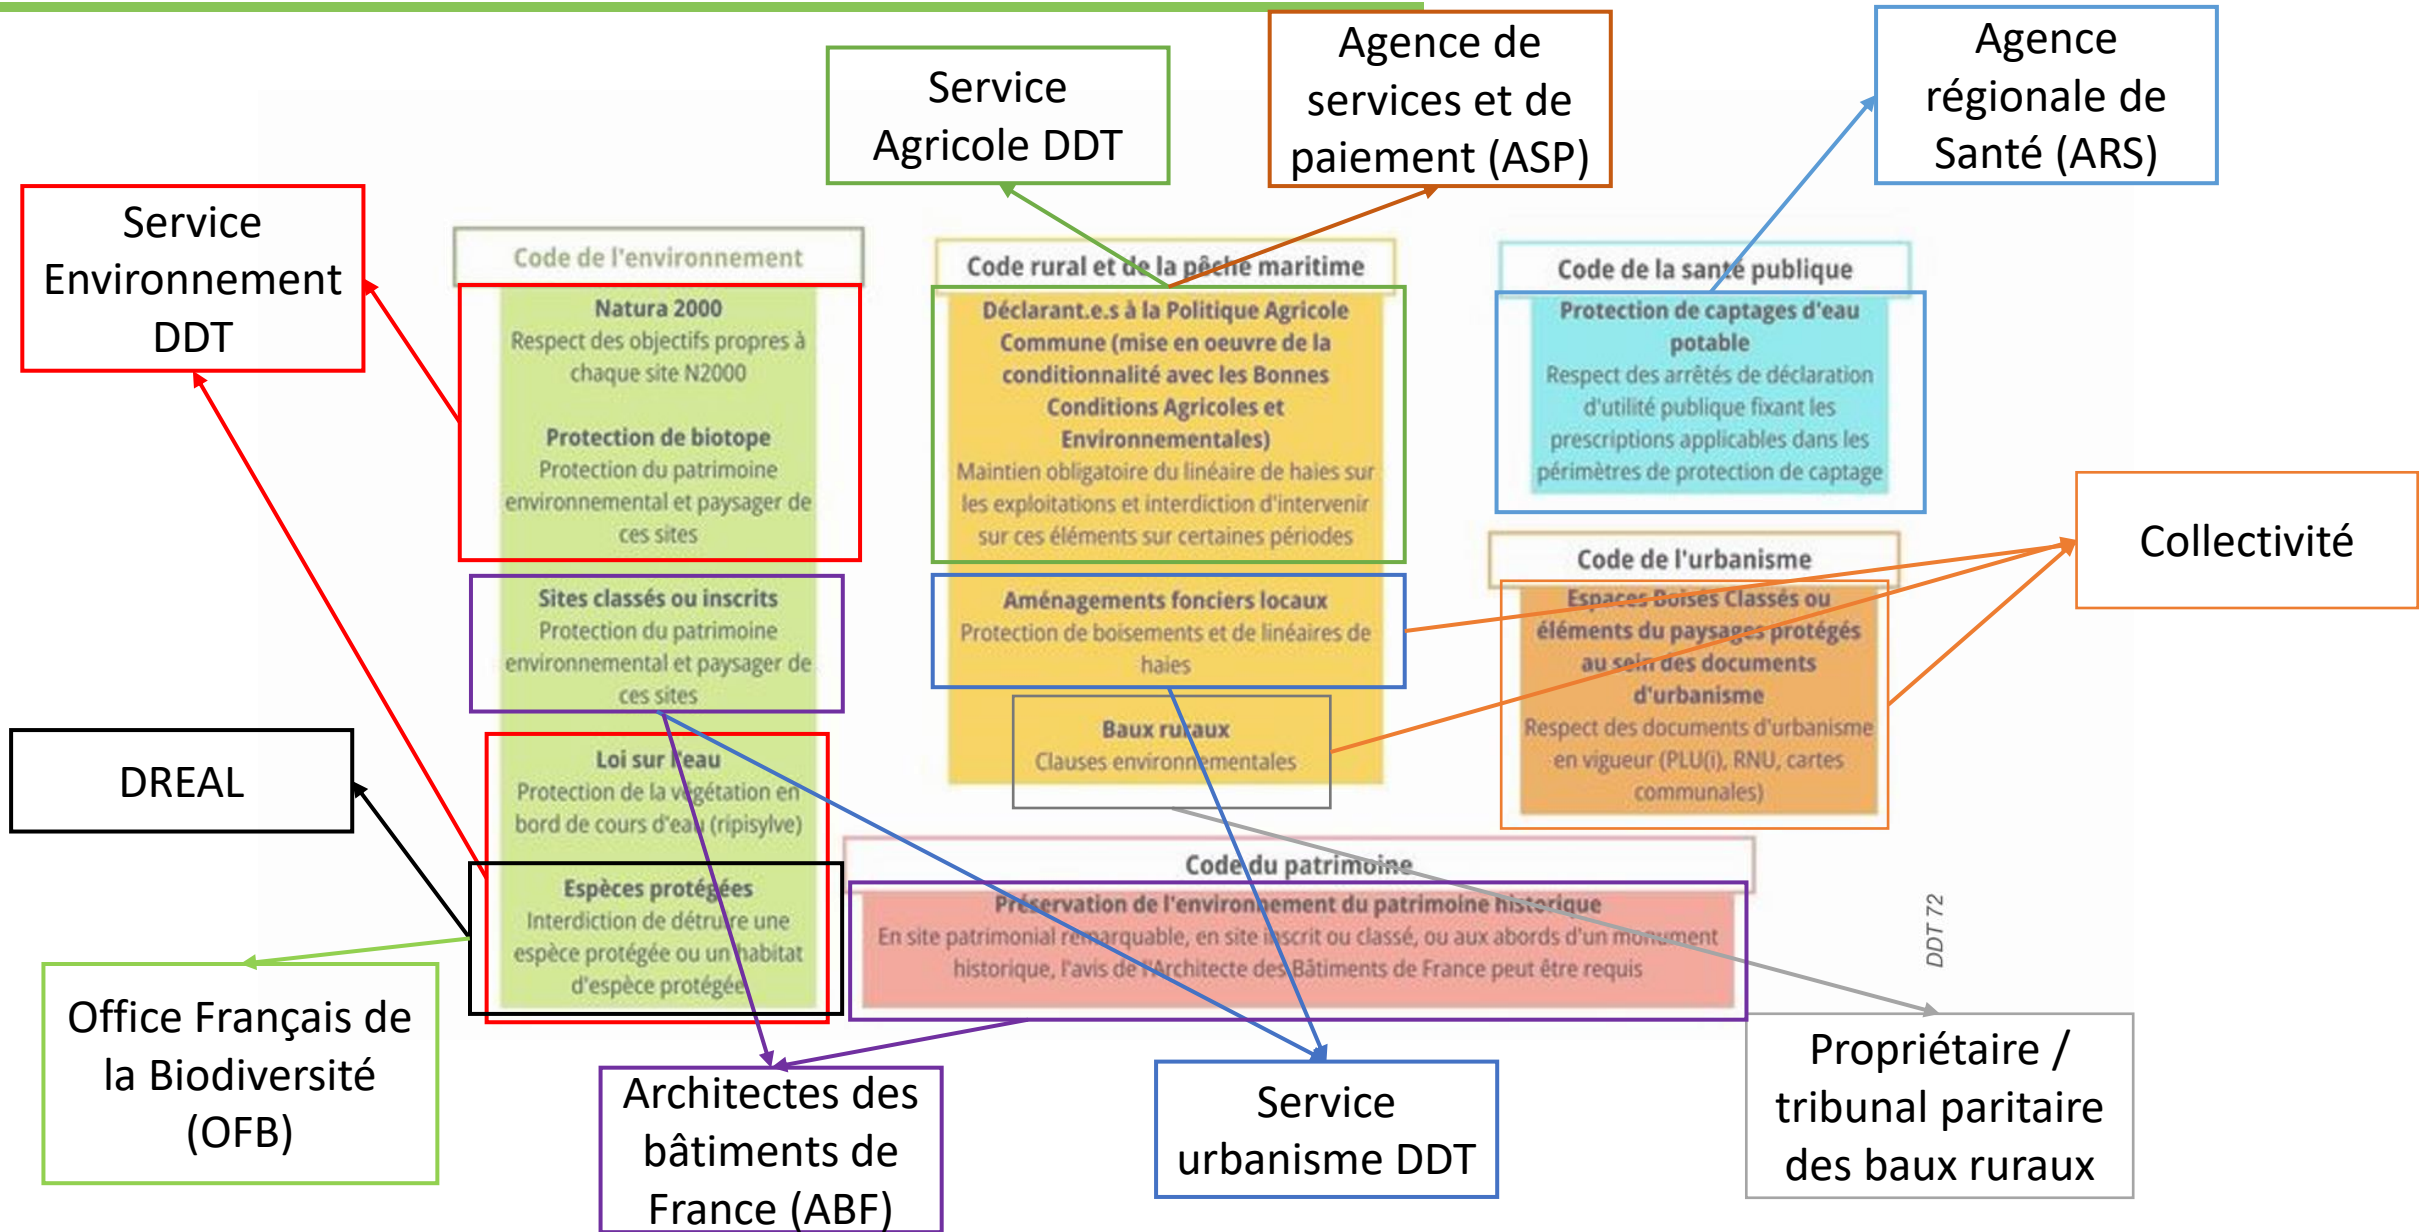 Service
Agricole DDT
Agence de
services et de
paiement (ASP)
Agence
régionale de
Santé (ARS)
Service
Environnement
DDT
Code de l'environnement
Natura 2000
Respect des objectifs propres à
chaque site N2000
Protection de biotope
Protection du patrimoine
environnemental et paysager de
ces sites
Sites classés ou inscrits
Protection du patrimoine
environnemental et paysager de
ces sites
Loi sur l'eau
Protection de la végétation en
bord de cours d'eau (ripisylve)
Espèces protégées
Interdiction de détruire une
espèce protégée ou un habitat
d'espèce protégée
Code rural et de la pêche maritime
Déclarant.e.s à la Politique Agricole
Commune (mise en oeuvre de la
conditionnalité avec les Bonnes
Conditions Agricoles et
Environnementales)
Maintien obligatoire du linéaire de haies sur
les exploitations et interdiction d'intervenir
sur ces éléments sur certaines périodes
Aménagements fonciers locaux
Protection de boisements et de linéaires de
haies
Baux ruraux
Clauses environnementales
Code de la santé publique
Protection de captages d'eau
potable
Respect des arrêtés de déclaration
d'utilité publique fixant les
prescriptions applicables dans les
périmètres de protection de captage
Code de l'urbanisme
Espaces Boisés Classés ou
éléments du paysages protégés
au sein des documents
d'urbanisme
Respect des documents d'urbanisme
en vigueur (PLU(i), RNU, cartes
communales)
Collectivité
Code du patrimoine
Préservation de l'environnement du patrimoine historique
En site patrimonial remarquable, en site inscrit ou classé, ou aux abords d'un monument
historique, l'avis de l'Architecte des Bâtiments de France peut être requis
DDT 72
DREAL
Office Français de
la Biodiversité
(OFB)
Architectes des
bâtiments de
France (ABF)
Service
urbanisme DDT
Propriétaire /
tribunal paritaire
des baux ruraux